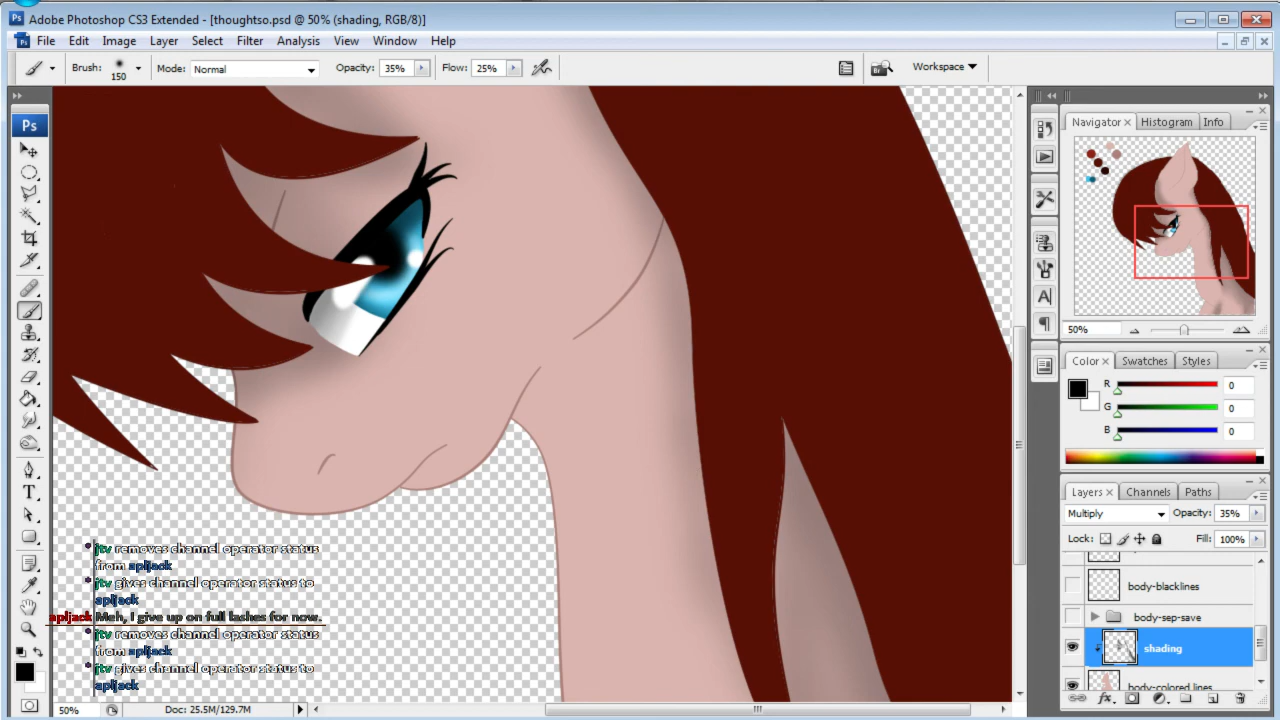 Adobe Photoshop CS3 Extended - [thoughtso.psd @ 50% (shading, RGB/8)]
File Edit Image Layer Select Filter Analysis View Window Help
Brush: 150 Mode: Normal Opacity: 35% Flow: 25% Workspace
Ps
Navigator Histogram Info
50%
Color Swatches Styles
R 0
G 0
B 0
Layers Channels Paths
Multiply Opacity: 35%
Lock: Fill: 100%
body-blacklines
body-sep-save
shading
body-colored lines
* jtv removes channel operator status
from apljack
* jtv gives channel operator status to
apljack
apljack Meh, I give up on full lashes for now.
* jtv removes channel operator status
from apljack
* jtv gives channel operator status to
apljack
50% Doc: 25.5M/129.7M